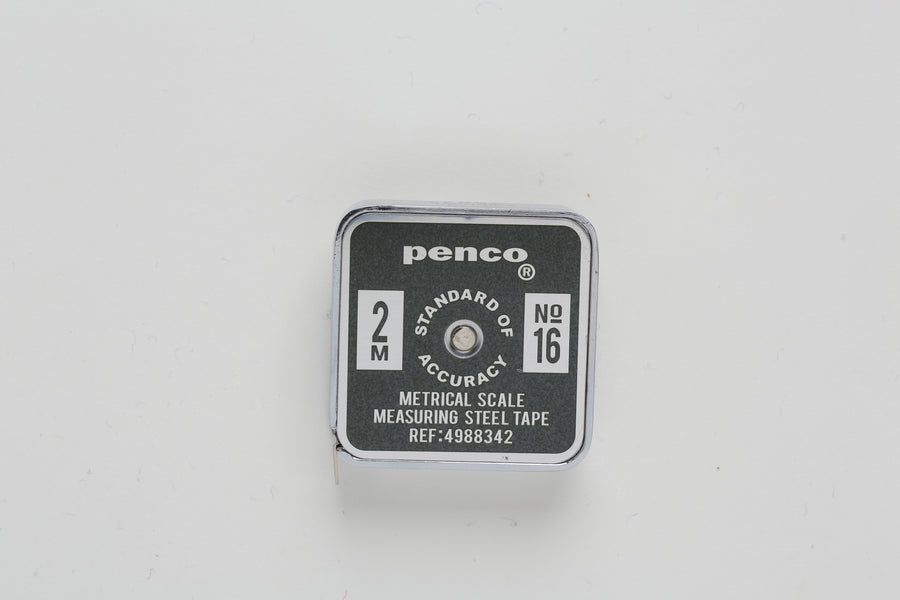 penco
®
2
M
STANDARD OF
ACCURACY
No
16
METRICAL SCALE
MEASURING STEEL TAPE
REF:4988342